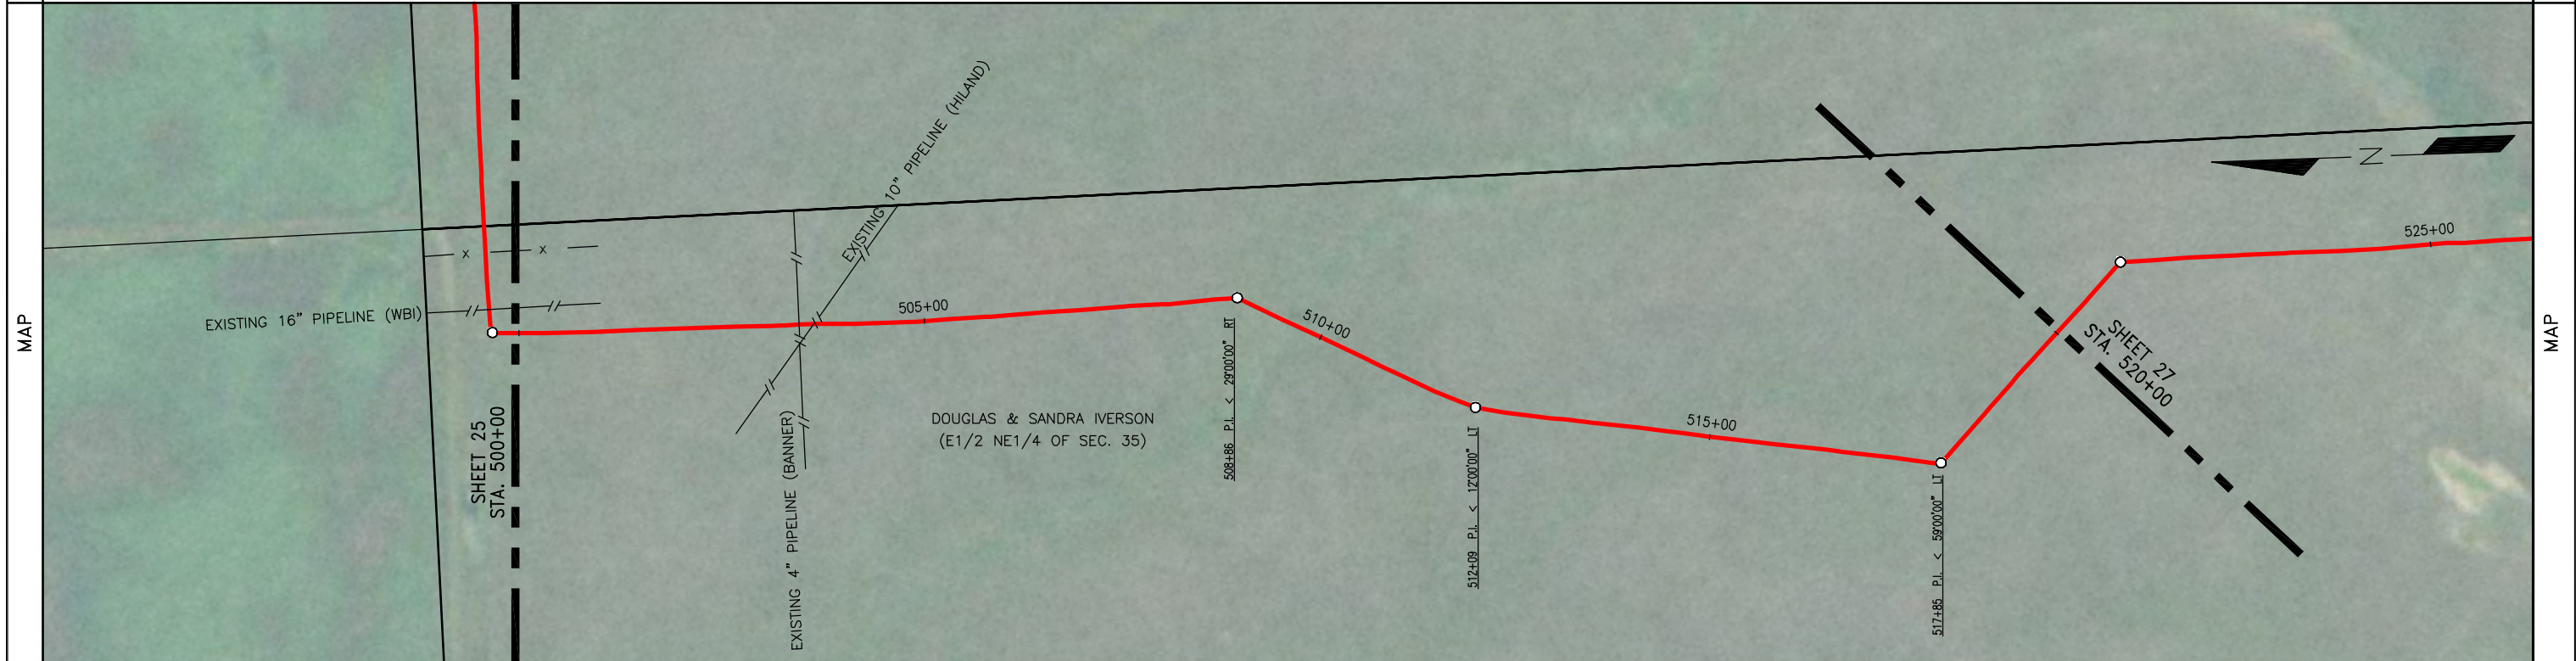 MAP
EXISTING 16" PIPELINE (WBI)
x
x
SHEET 25
STA. 500+00
EXISTING 4" PIPELINE (BANNER)
EXISTING 10" PIPELINE (HILAND)
505+00
DOUGLAS & SANDRA IVERSON
(E1/2 NE1/4 OF SEC. 35)
508+86 P.I. < 29°00'00" RT
510+00
512+09 P.I. < 12°00'00" LT
515+00
517+85 P.I. < 59°00'00" LT
SHEET 27
STA. 520+00
N
525+00
MAP